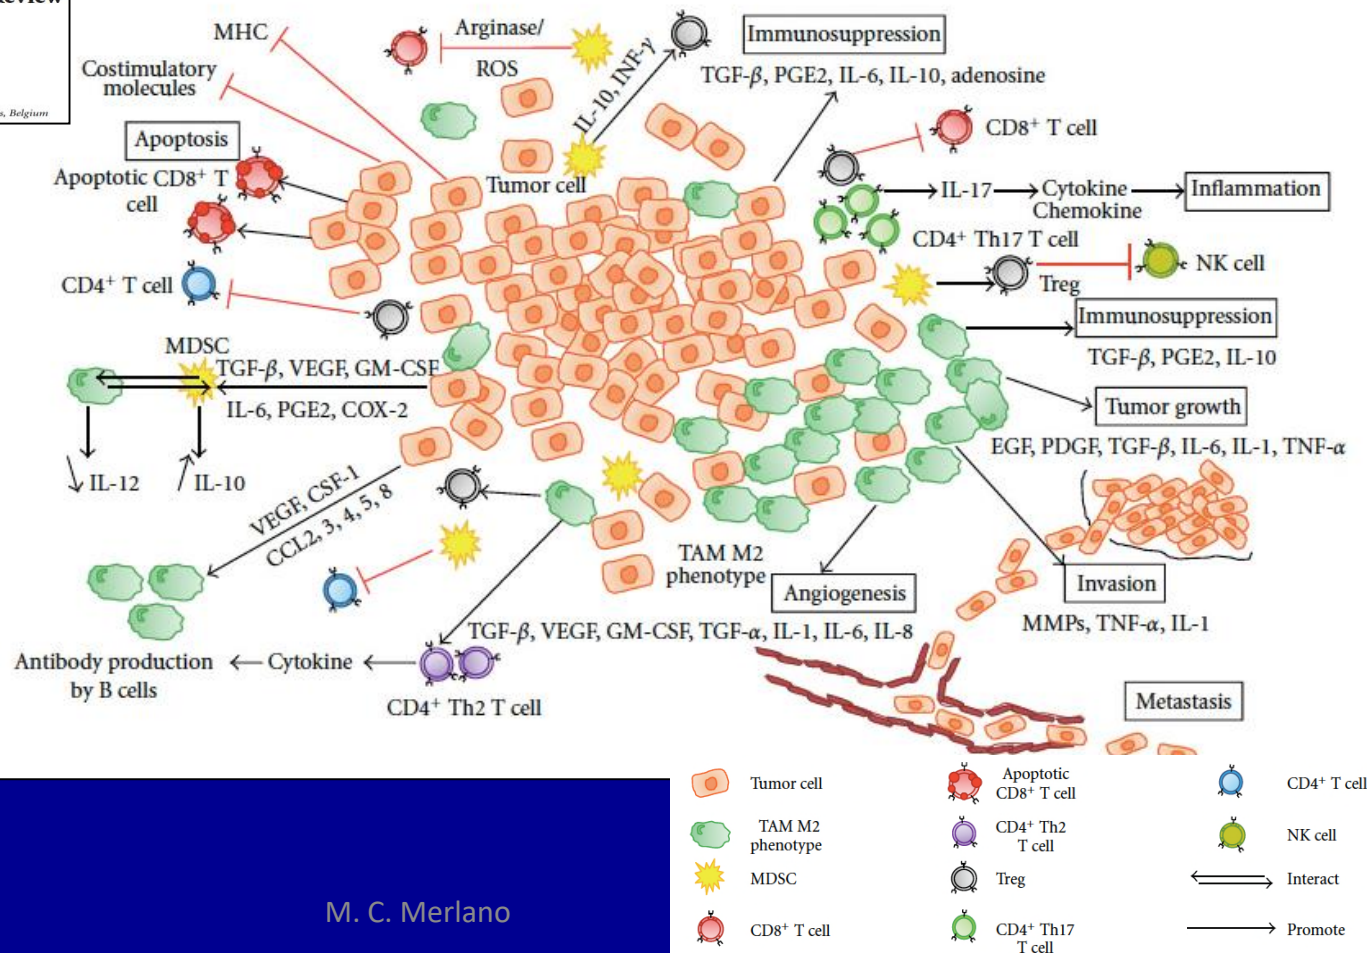 Review
s, Belgium
MHC
Costimulatory
molecules
Arginase/
ROS
IL-10, INF-γ
Immunosuppression
TGF-β, PGE2, IL-6, IL-10, adenosine
Apoptosis
Apoptotic CD8⁺ T
cell
Tumor cell
CD8⁺ T cell
IL-17
Cytokine
Chemokine
Inflammation
CD4⁺ Th17 T cell
CD4⁺ T cell
Treg
NK cell
Immunosuppression
TGF-β, PGE2, IL-10
MDSC
TGF-β, VEGF, GM-CSF
IL-6, PGE2, COX-2
IL-12
IL-10
Tumor growth
EGF, PDGF, TGF-β, IL-6, IL-1, TNF-α
VEGF, CSF-1
CCL2, 3, 4, 5, 8
TAM M2
phenotype
Angiogenesis
TGF-β, VEGF, GM-CSF, TGF-α, IL-1, IL-6, IL-8
Invasion
MMPs, TNF-α, IL-1
Antibody production
by B cells
Cytokine
CD4⁺ Th2 T cell
Metastasis
M. C. Merlano
Tumor cell
TAM M2
phenotype
MDSC
CD8⁺ T cell
Apoptotic
CD8⁺ T cell
CD4⁺ Th2
T cell
Treg
CD4⁺ Th17
T cell
CD4⁺ T cell
NK cell
Interact
Promote